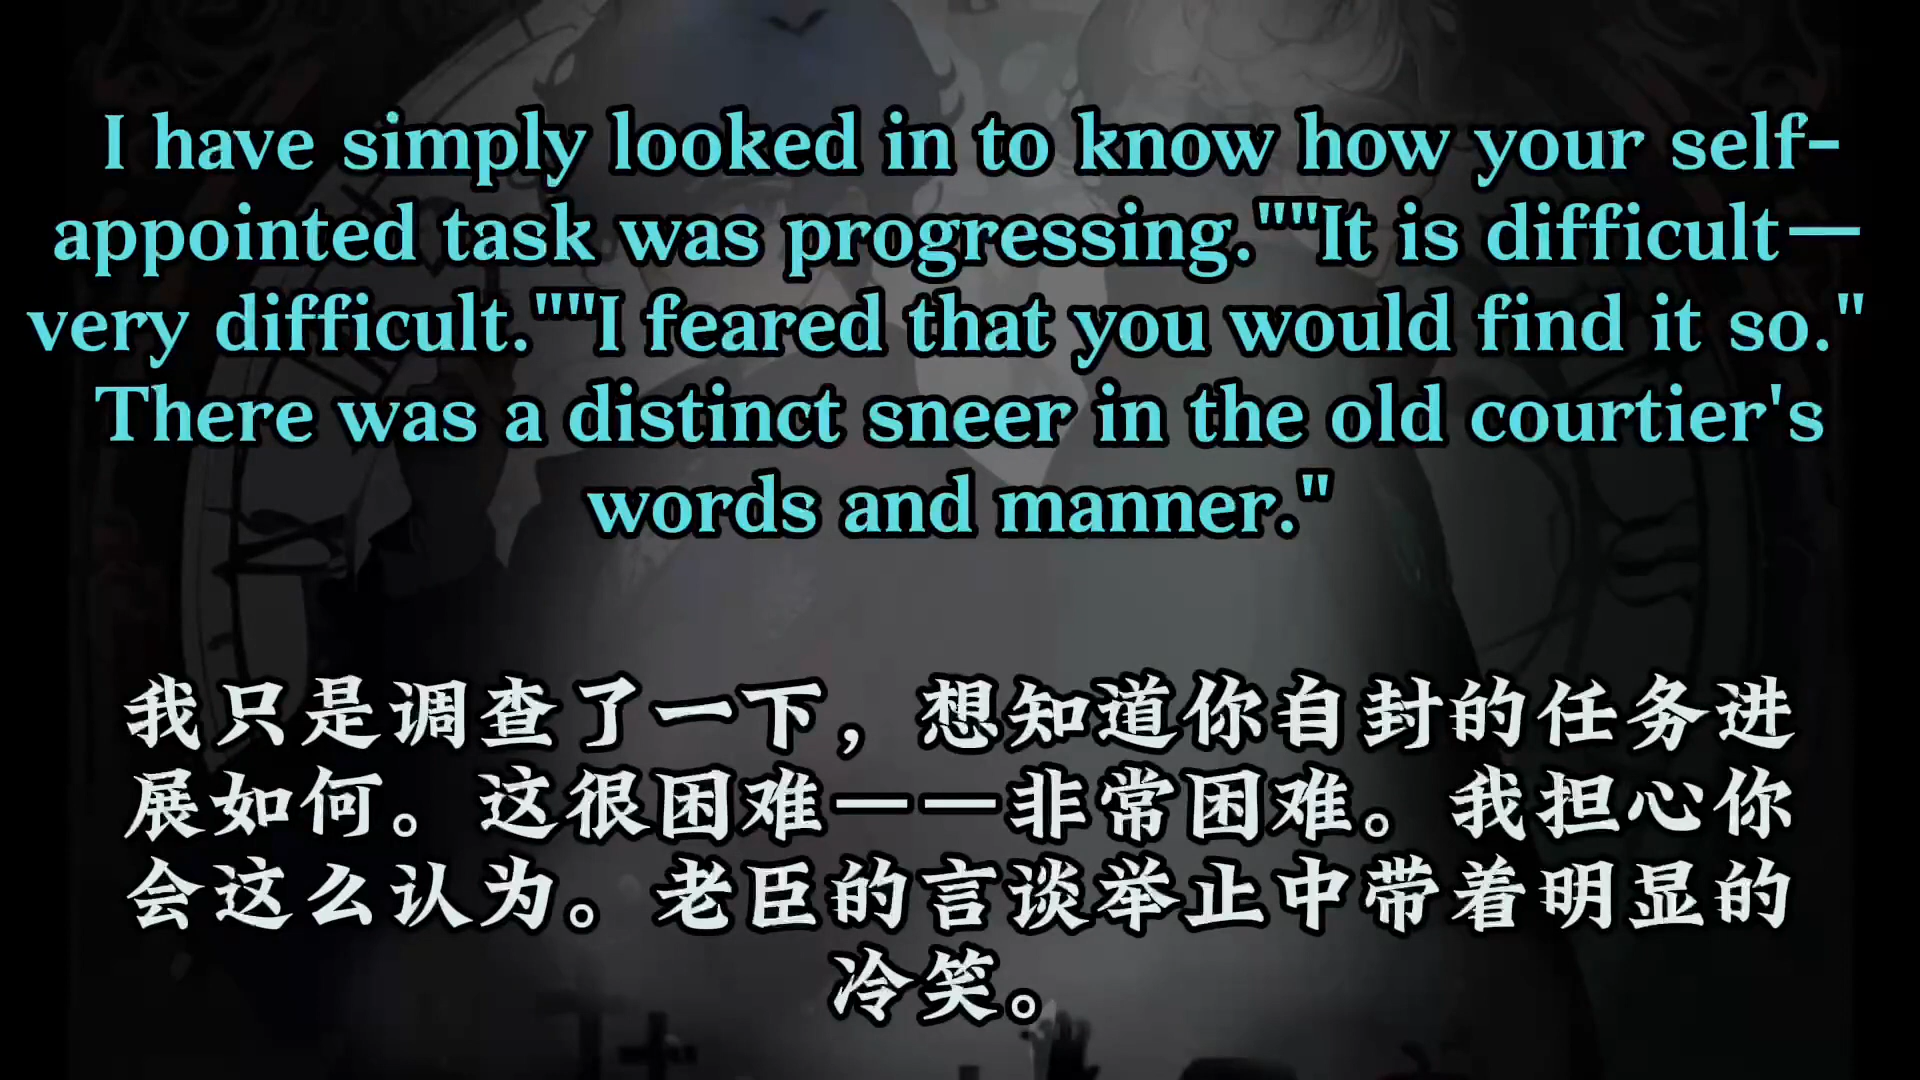 I have simply looked in to know how your self-
appointed task was progressing.""It is difficult—
very difficult.""I feared that you would find it so."
There was a distinct sneer in the old courtier's
words and manner."
我只是调查了一下，想知道你自封的任务进
展如何。这很困难——非常困难。我担心你
会这么认为。老臣的言谈举止中带着明显的
冷笑。